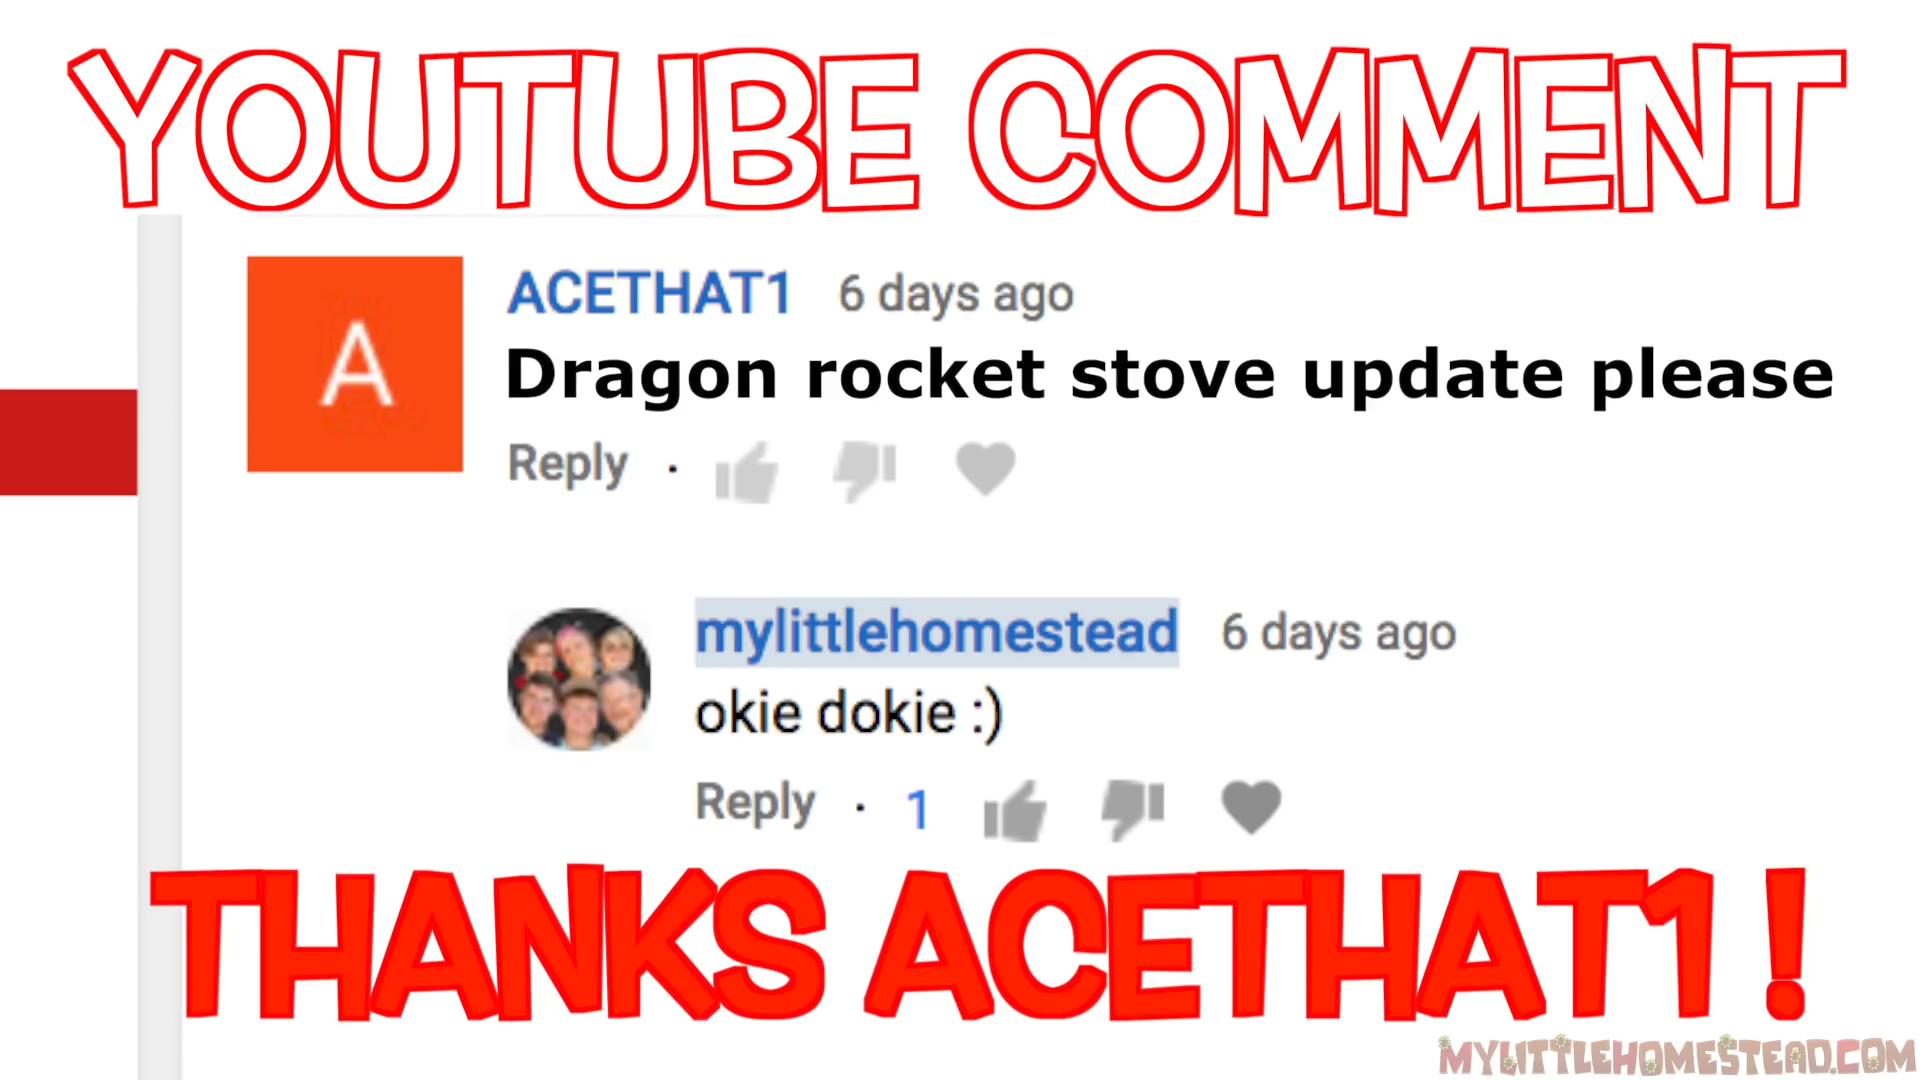 YOUTUBE COMMENT
A
ACETHAT1 6 days ago
Dragon rocket stove update please
Reply ·
mylittlehomestead 6 days ago
okie dokie :)
Reply · 1
THANKS ACETHAT1!
MYLITTLEHOMESTEAD.COM